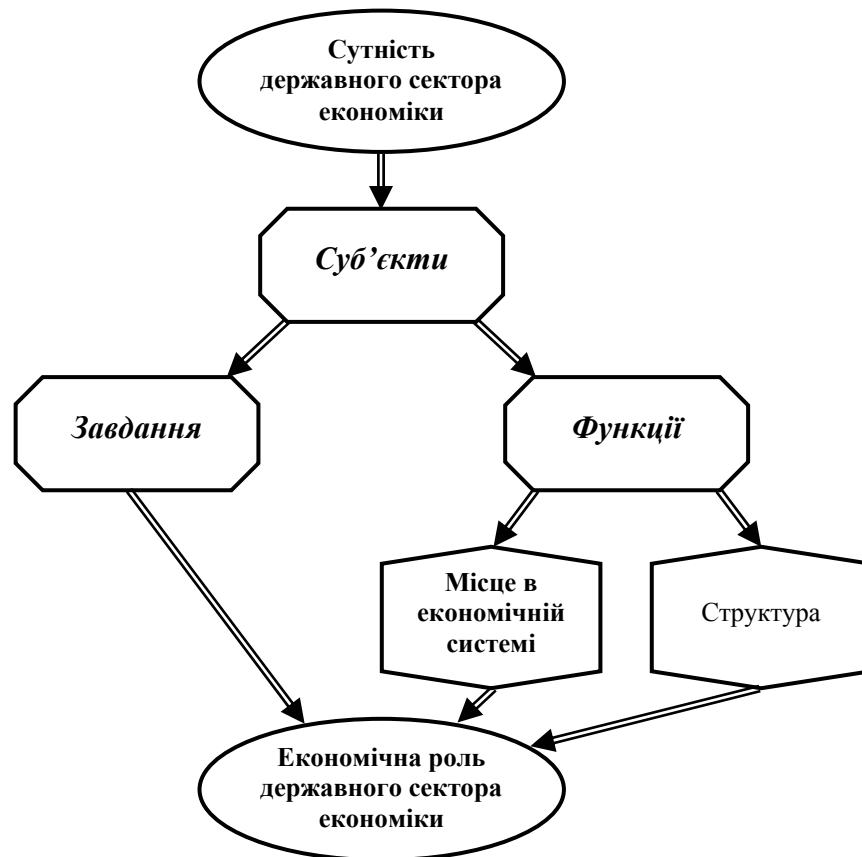 Сутність
державного сектора
економіки
Суб’єкти
Завдання
Функції
Місце в
економічній
системі
Структура
Економічна роль
державного сектора
економіки